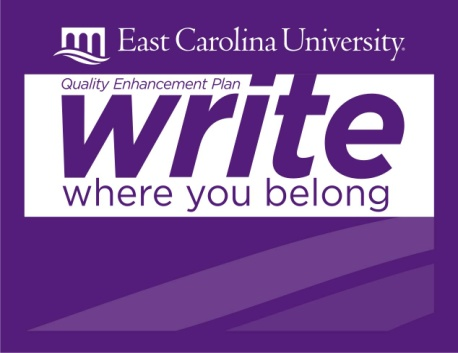 East Carolina University.
Quality Enhancement Plan
write
where you belong